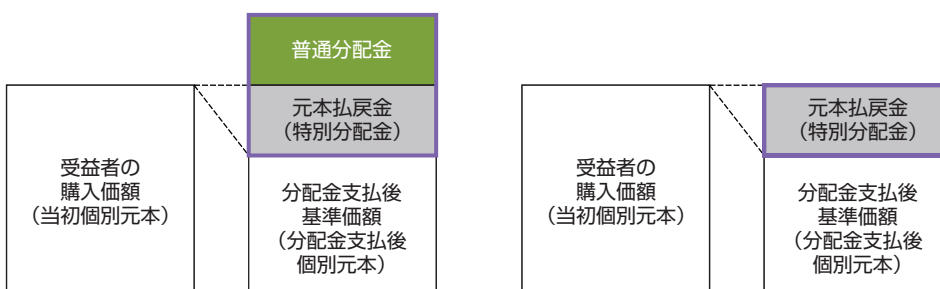 普通分配金
元本払戻金
（特別分配金）
受益者の
購入価額
（当初個別元本）
分配金支払後
基準価額
（分配金支払後
個別元本）
元本払戻金
（特別分配金）
受益者の
購入価額
（当初個別元本）
分配金支払後
基準価額
（分配金支払後
個別元本）